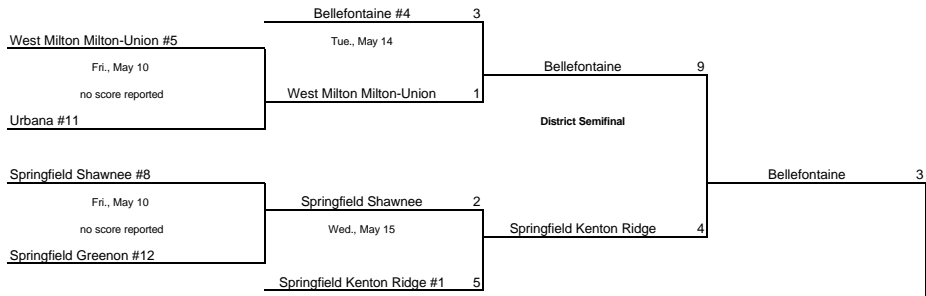 Bellefontaine #4 3
West Milton Milton-Union #5
Tue., May 14
Fri., May 10
Bellefontaine 9
no score reported
West Milton Milton-Union 1
Urbana #11
District Semifinal
Springfield Shawnee #8
Bellefontaine 3
Fri., May 10
Springfield Shawnee 2
no score reported
Wed., May 15
Springfield Kenton Ridge 4
Springfield Greenon #12
Springfield Kenton Ridge #1 5